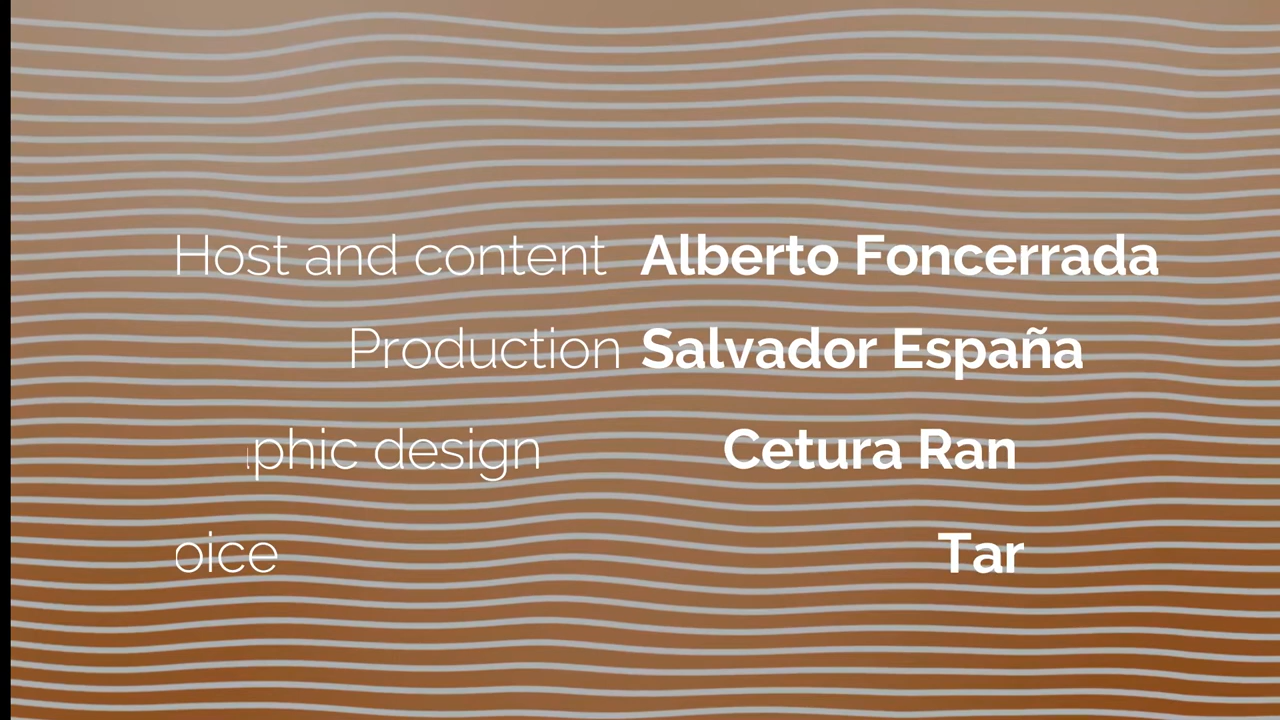 Host and content Alberto Foncerrada
Production Salvador España
phic design Cetura Ran
oice Tar